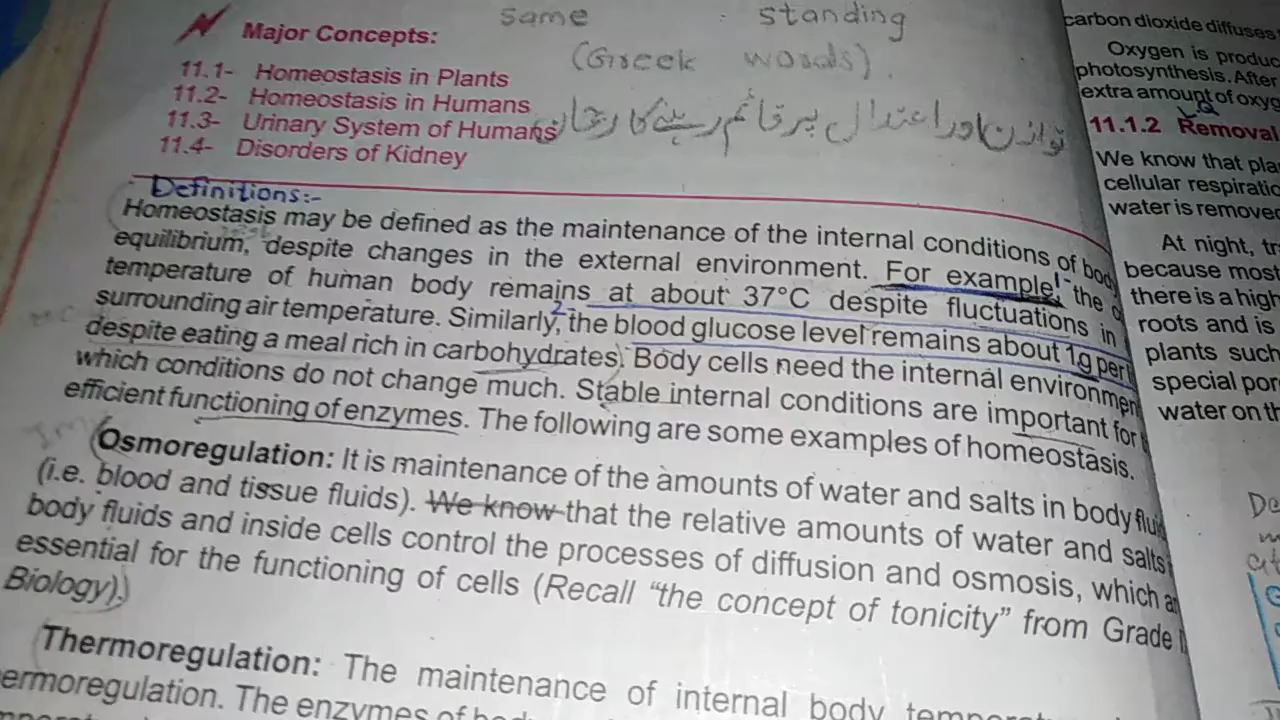 same standing
(Greek words).
Major Concepts:
11.1- Homeostasis in Plants
11.2- Homeostasis in Humans
11.3- Urinary System of Humans
11.4- Disorders of Kidney
توازن اور اعتدال پر قائم رہنے کا رجحان
Definitions:-
Homeostasis may be defined as the maintenance of the internal conditions of body
equilibrium, despite changes in the external environment. For example, 1- the
temperature of human body remains at about 37°C despite fluctuations in
surrounding air temperature. Similarly, 2 the blood glucose level remains about 1g per
despite eating a meal rich in carbohydrates. Body cells need the internal
which conditions do not change much. Stable internal conditions are important for
efficient functioning of enzymes. The following are some examples of homeostasis.
Osmoregulation: It is maintenance of the amounts of water and salts in body
(i.e. blood and tissue fluids). We know that the relative amounts of water and salts
body fluids and inside cells control the processes of diffusion and osmosis, which
essential for the functioning of cells (Recall “the concept of tonicity” from Grade
Biology).)
Thermoregulation: The maintenance of internal body
The enzymes of
carbon dioxide diffuses
Oxygen is
photosynthesis. After
extra amount of
11.1.2 Removal
We know that
cellular
water is
At night,
because most
there is a high
roots and is
plants such
special
water on